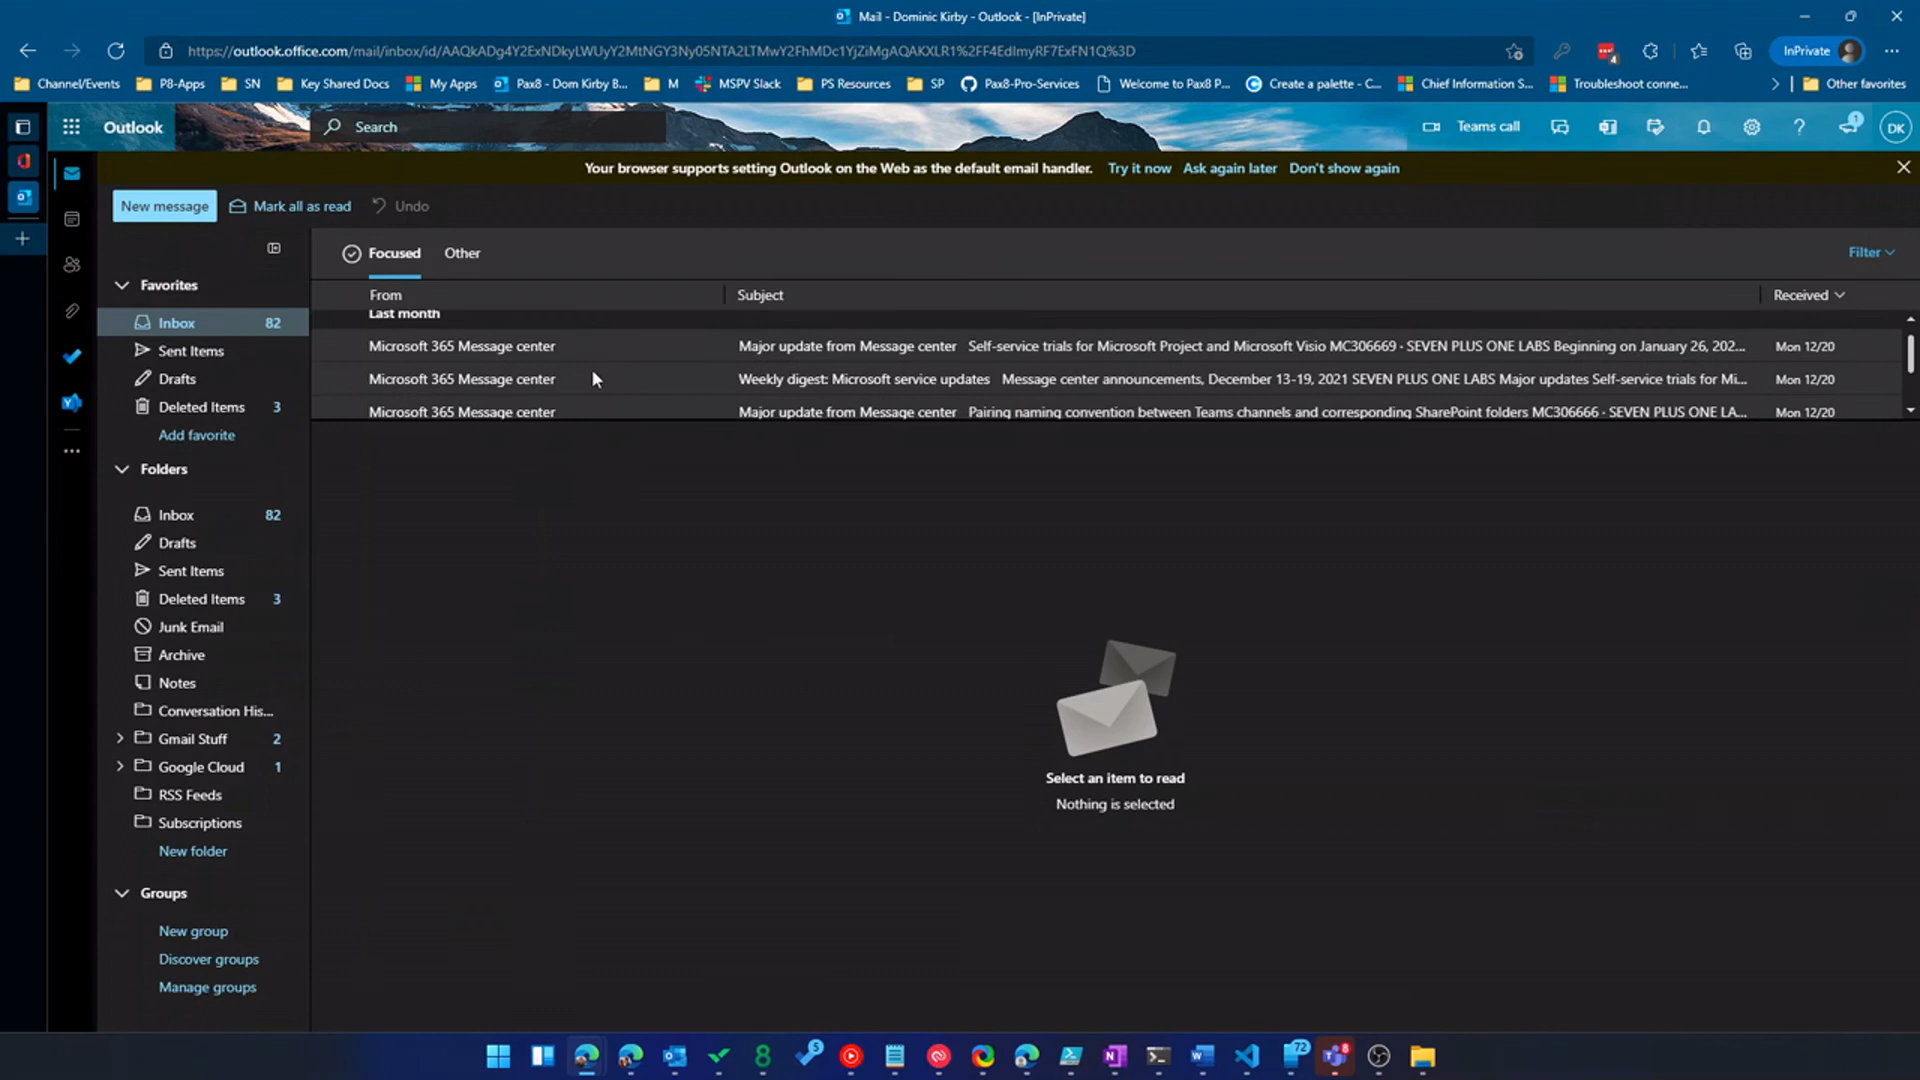 Mail - Dominic Kirby - Outlook - [InPrivate]
https://outlook.office.com/mail/inbox/id/AAQkADg4Y2ExNDkyLWUyY2MtNGY3Ny05NTA2LTMwY2FhMDc1YjZiMgAQAKXLR1%2FF4EdImyRF7ExFN1Q%3D
4
InPrivate
Channel/Events P8-Apps SN Key Shared Docs My Apps Pax8 - Dom Kirby B... M MSPV Slack PS Resources SP Pax8-Pro-Services Welcome to Pax8 P... Create a palette - C... Chief Information S... Troubleshoot conne... Other favorites
Outlook
Search
Teams call
1
DK
Your browser supports setting Outlook on the Web as the default email handler. Try it now Ask again later Don't show again
New message Mark all as read Undo
Focused Other
Filter
Favorites
Inbox 82
Sent Items
Drafts
Deleted Items 3
Add favorite
Folders
Inbox 82
Drafts
Sent Items
Deleted Items 3
Junk Email
Archive
Notes
Conversation His...
Gmail Stuff 2
Google Cloud 1
RSS Feeds
Subscriptions
New folder
Groups
New group
Discover groups
Manage groups
From Subject Received
Last month
Microsoft 365 Message center Major update from Message center Self-service trials for Microsoft Project and Microsoft Visio MC306669 - SEVEN PLUS ONE LABS Beginning on January 26, 202... Mon 12/20
Microsoft 365 Message center Weekly digest: Microsoft service updates Message center announcements, December 13-19, 2021 SEVEN PLUS ONE LABS Major updates Self-service trials for Mi... Mon 12/20
Microsoft 365 Message center Major update from Message center Pairing naming convention between Teams channels and corresponding SharePoint folders MC306666 - SEVEN PLUS ONE LA... Mon 12/20
Select an item to read
Nothing is selected
8 5 72 8